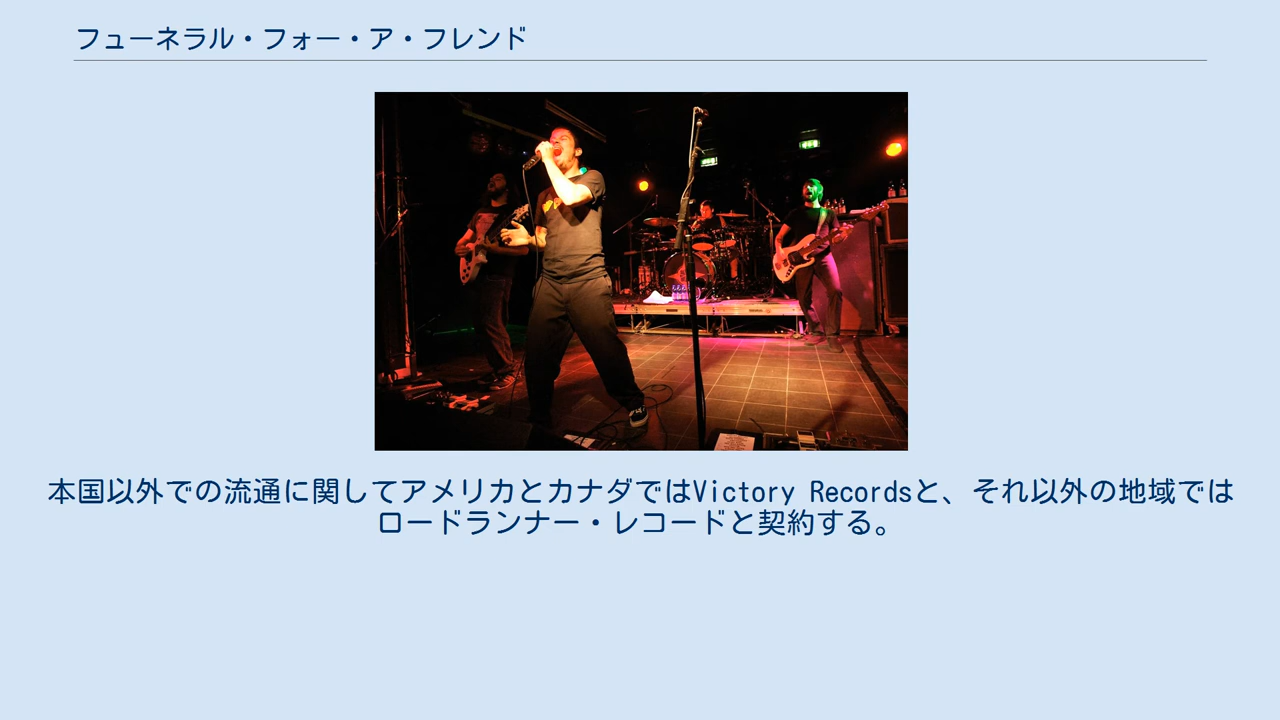 フューネラル・フォー・ア・フレンド
本国以外での流通に関してアメリカとカナダではVictory Recordsと、それ以外の地域では
ロードランナー・レコードと契約する。